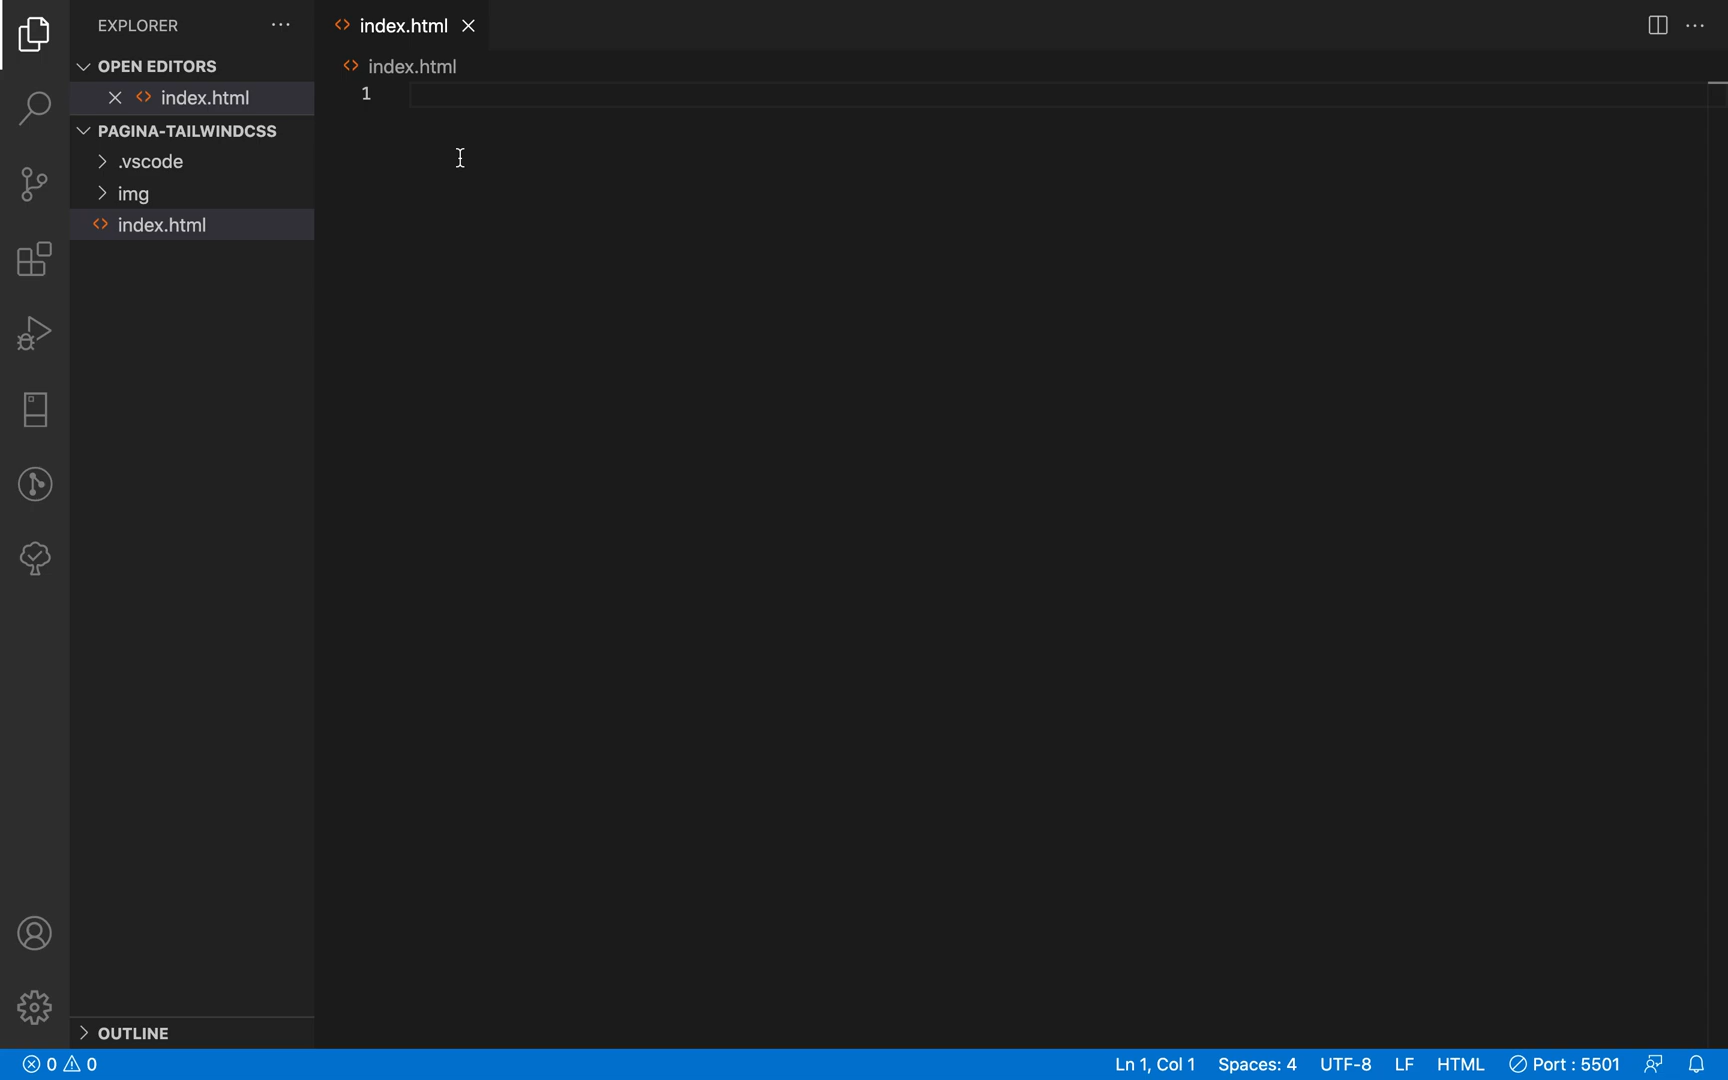 EXPLORER
index.html
OPEN EDITORS
index.html
index.html
1
PAGINA-TAILWINDCSS
.vscode
img
index.html
OUTLINE
0 0
Ln 1, Col 1 Spaces: 4 UTF-8 LF HTML Port : 5501